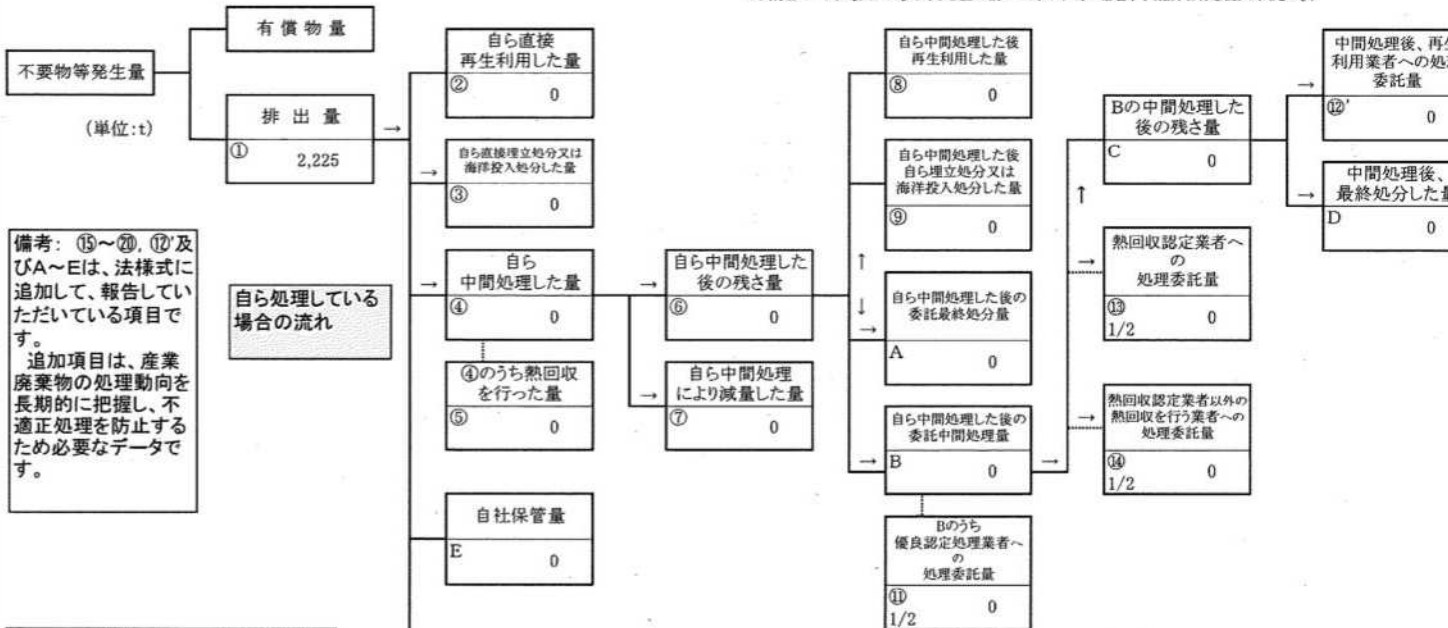 有償物量
不要物等発生量
(単位:t)
排出量
①
2,225
→
自ら直接
再生利用した量
②
0
→
自ら直接埋立処分又は
海洋投入処分した量
③
0
→
自ら
中間処理した量
④
0
④のうち熱回収
を行った量
⑤
0
自社保管量
E
0
備考: ⑮~⑳, ⑫'及
びA~Eは、法様式に
追加して、報告してい
ただいている項目で
す。
追加項目は、産業
廃棄物の処理動向を
長期的に把握し、不
適正処理を防止する
ため必要なデータで
す。
自ら処理している
場合の流れ
→
自ら中間処理した
後の残さ量
⑥
0
→
自ら中間処理
により減量した量
⑦
0
自ら中間処理した後
再生利用した量
⑧
0
自ら中間処理した後
自ら埋立処分又は
海洋投入処分した量
⑨
0
↑
↓
→
自ら中間処理した後の
委託最終処分量
A
0
→
自ら中間処理した後の
委託中間処理量
B
0
→
Bのうち
優良認定処理業者へ
の
処理委託量
⑪
1/2
0
→
Bの中間処理した
後の残さ量
C
0
↑
→
熱回収認定業者へ
の
処理委託量
⑬
1/2
0
→
熱回収認定業者以外の
熱回収を行う業者への
処理委託量
⑭
1/2
0
→
中間処理後、再生
利用業者への処理
委託量
⑫'
0
→
中間処理後、
最終処分した量
D
0